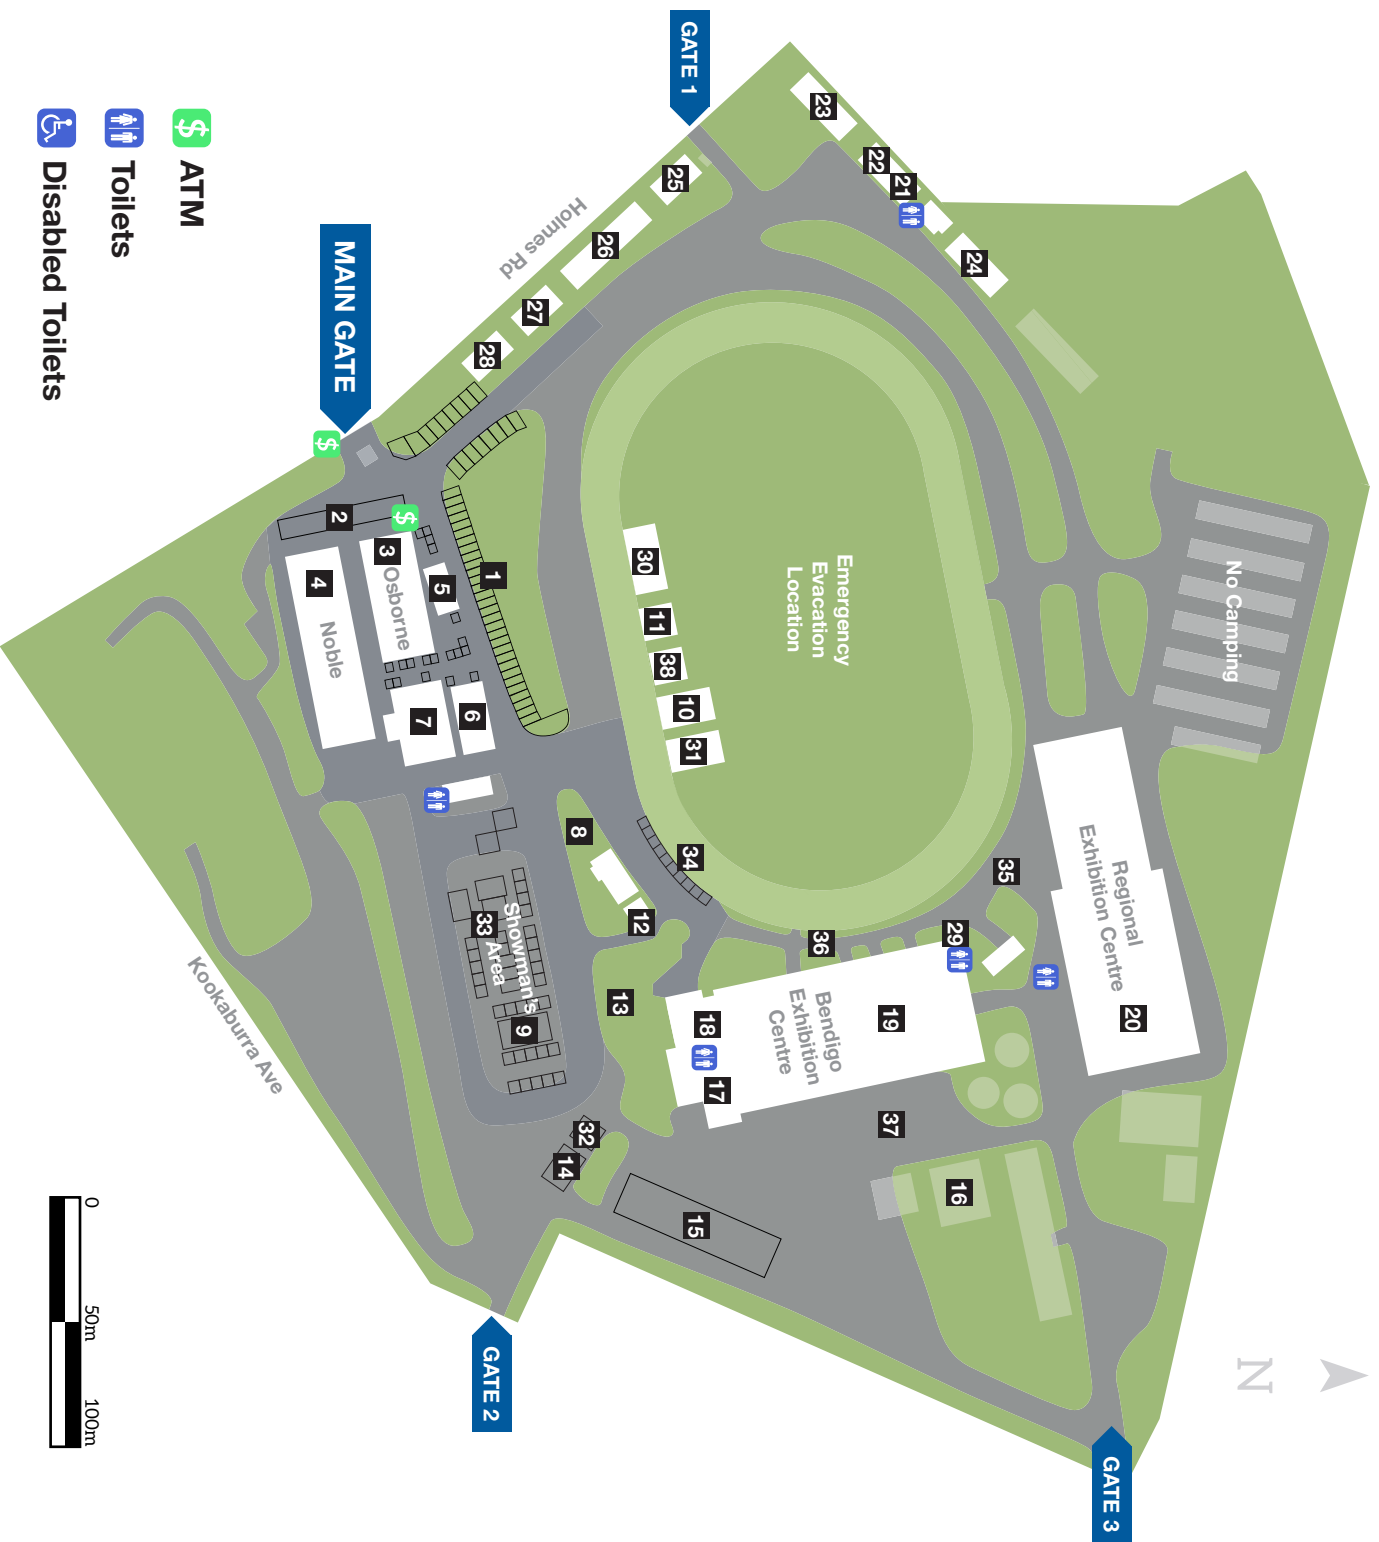 GATE 1
23
22
21
24
25
Holmes Rd
26
27
28
$ ATM
Toilets
Disabled Toilets
MAIN GATE
$
$
2
3
Osborne
4
Noble
5
1
6
7
30
11
38
10
31
Emergency
Evacation
Location
No Camping
8
34
12
35
36
29
Regional
Exhibition Centre
20
Showman's
Area
33
9
13
18
17
19
Bendigo
Exhibition
Centre
37
16
32
14
15
Kookaburra Ave
GATE 2
GATE 3
N
0
50m
100m